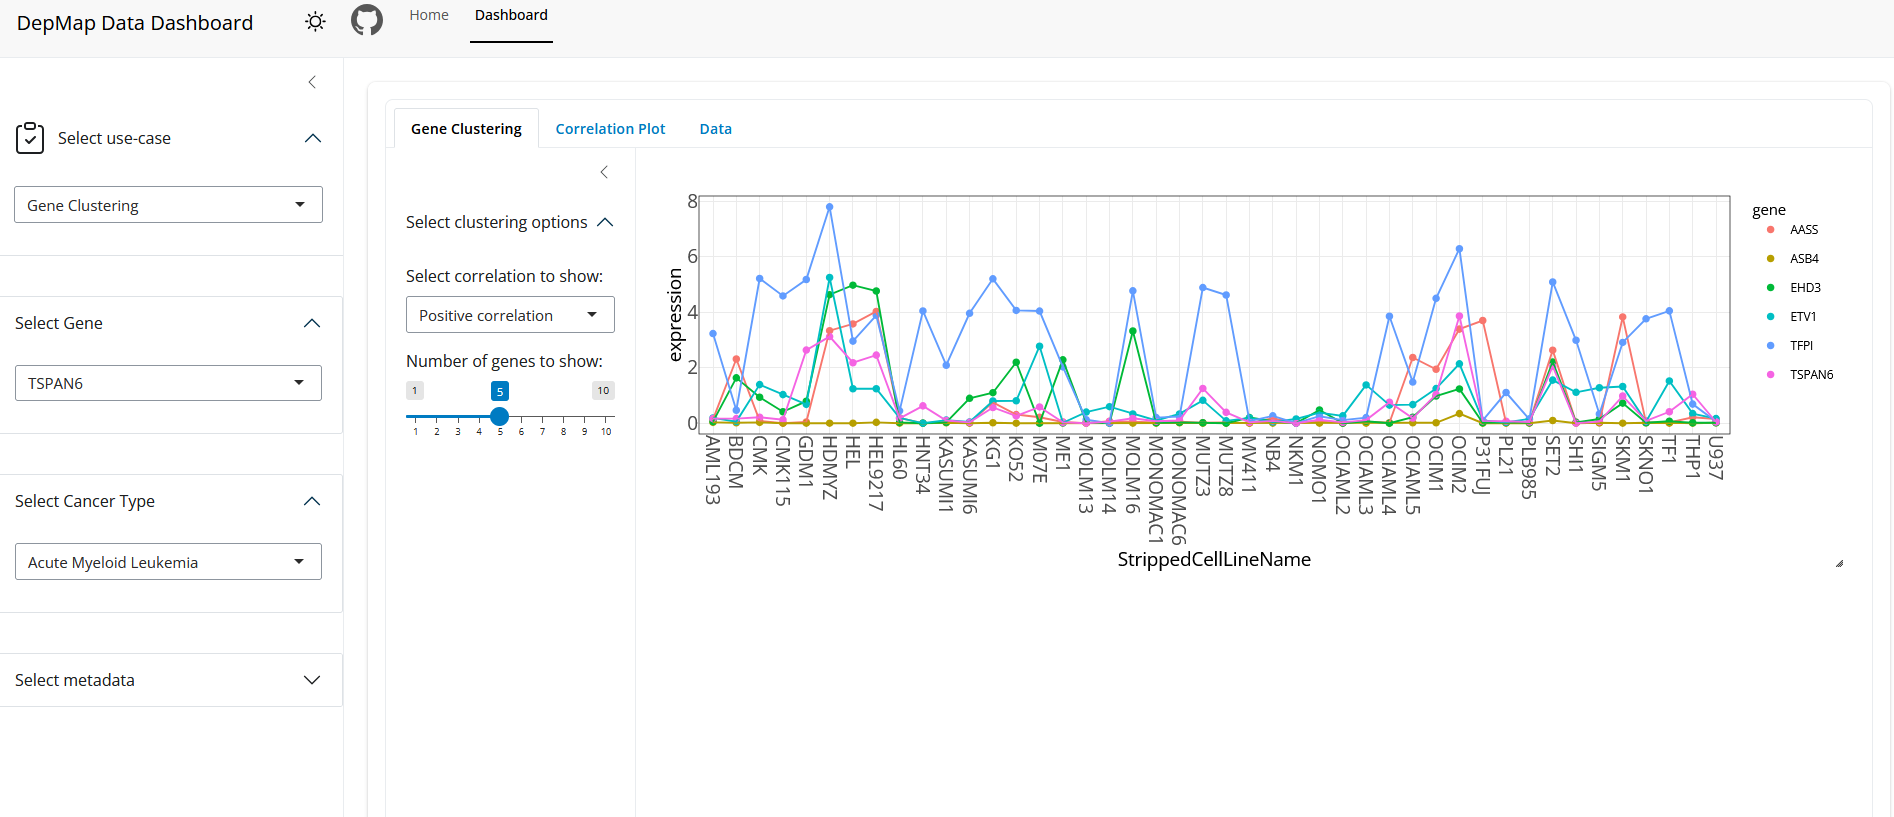 DepMap Data Dashboard
Home
Dashboard
Select use-case
Gene Clustering
Select Gene
TSPAN6
Select Cancer Type
Acute Myeloid Leukemia
Select metadata
Gene Clustering
Correlation Plot
Data
Select clustering options
Select correlation to show:
Positive correlation
Number of genes to show:
1
5
10
1 2 3 4 5 6 7 8 9 10
expression
8
6
4
2
0
AML193
BDCM
CMK
CMK115
GDM1
HDMYZ
HEL
HEL9217
HL60
HNT34
KASUMI1
KASUMI6
KG1
KO52
M07E
ME1
MOLM13
MOLM14
MOLM16
MONOMAC1
MONOMAC6
MUTZ3
MUTZ8
MV411
NB4
NKM1
NOMO1
OCIAML2
OCIAML3
OCIAML4
OCIAML5
OCIM1
OCIM2
P31FUJ
PL21
PLB985
SET2
SHI1
SIGM5
SKM1
SKNO1
TF1
THP1
U937
StrippedCellLineName
gene
AASS
ASB4
EHD3
ETV1
TFPI
TSPAN6